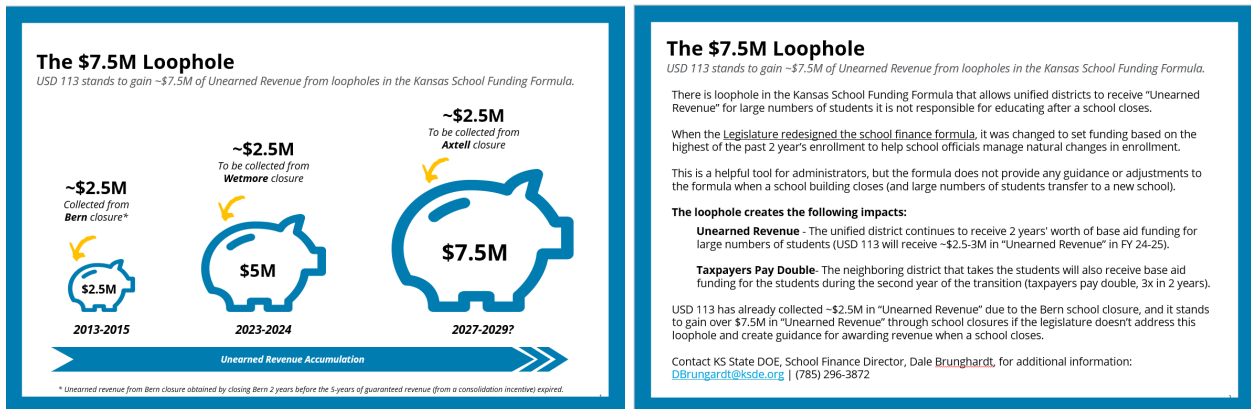 The $7.5M Loophole
USD 113 stands to gain ~$7.5M of Unearned Revenue from loopholes in the Kansas School Funding Formula.
~$2.5M
To be collected from
Axtell closure
~$2.5M
To be collected from
Wetmore closure
~$2.5M
Collected from
Bern closure*
$2.5M
$5M
$7.5M
2013-2015
2023-2024
2027-2029?
Unearned Revenue Accumulation
* Unearned revenue from Bern closure obtained by closing Bern 2 years before the 5-years of guaranteed revenue (from a consolidation incentive) expired.
The $7.5M Loophole
USD 113 stands to gain ~$7.5M of Unearned Revenue from loopholes in the Kansas School Funding Formula.
There is loophole in the Kansas School Funding Formula that allows unified districts to receive “Unearned
Revenue” for large numbers of students it is not responsible for educating after a school closes.
When the Legislature redesigned the school finance formula, it was changed to set funding based on the
highest of the past 2 year’s enrollment to help school officials manage natural changes in enrollment.
This is a helpful tool for administrators, but the formula does not provide any guidance or adjustments to
the formula when a school building closes (and large numbers of students transfer to a new school).
The loophole creates the following impacts:
Unearned Revenue - The unified district continues to receive 2 years' worth of base aid funding for
large numbers of students (USD 113 will receive ~$2.5-3M in “Unearned Revenue” in FY 24-25).
Taxpayers Pay Double- The neighboring district that takes the students will also receive base aid
funding for the students during the second year of the transition (taxpayers pay double, 3x in 2 years).
USD 113 has already collected ~$2.5M in “Unearned Revenue” due to the Bern school closure, and it stands
to gain over $7.5M in “Unearned Revenue” through school closures if the legislature doesn’t address this
loophole and create guidance for awarding revenue when a school closes.
Contact KS State DOE, School Finance Director, Dale Brunghardt, for additional information:
DBrungardt@ksde.org | (785) 296-3872